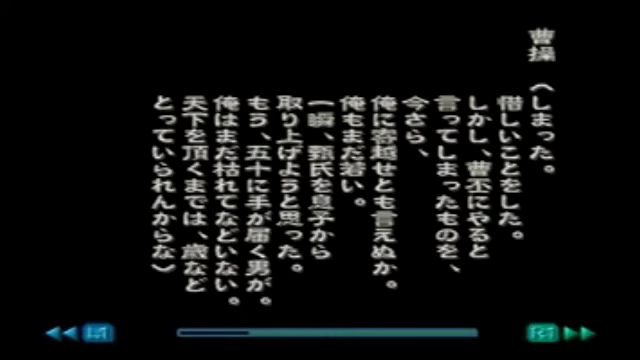 曹操（しまった。
惜しいことをした。
しかし、曹丕にやると
言ってしまったものを、
今さら、
俺に寄越せとも言えぬか。
俺もまだ若い。
一瞬、甄氏を息子から
取り上げようと思った。
もう、五十に手が届く男が。
俺はまだ枯れてなどいない。
天下を頂くまでは、歳など
とっていられんからな）